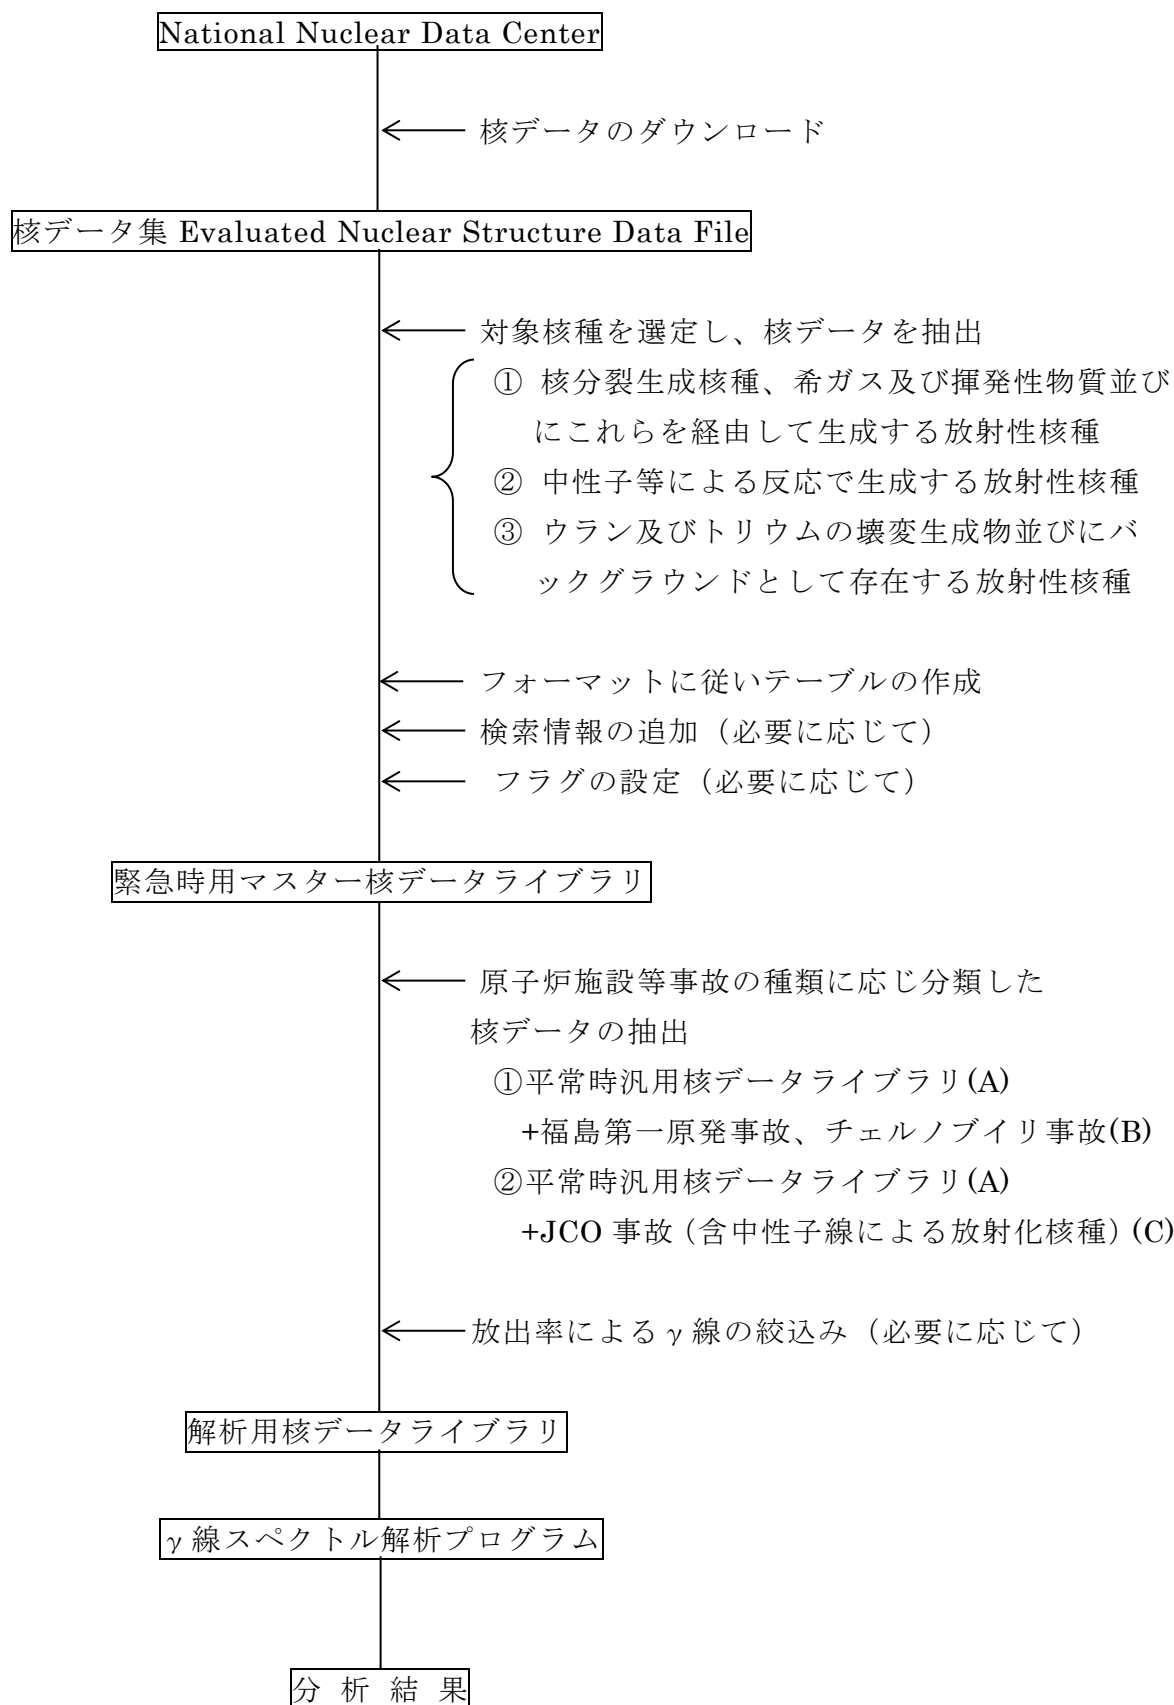 National Nuclear Data Center
核データのダウンロード
核データ集 Evaluated Nuclear Structure Data File
対象核種を選定し、核データを抽出
① 核分裂生成核種、希ガス及び揮発性物質並び
にこれらを経由して生成する放射性核種
② 中性子等による反応で生成する放射性核種
③ ウラン及びトリウムの壊変生成物並びにバ
ックグラウンドとして存在する放射性核種
フォーマットに従いテーブルの作成
検索情報の追加（必要に応じて）
フラグの設定（必要に応じて）
緊急時用マスター核データライブラリ
原子炉施設等事故の種類に応じ分類した
核データの抽出
①平常時汎用核データライブラリ(A)
+福島第一原発事故、チェルノブイリ事故(B)
②平常時汎用核データライブラリ(A)
+JCO 事故（含中性子線による放射化核種）(C)
放出率によるγ線の絞込み（必要に応じて）
解析用核データライブラリ
γ線スペクトル解析プログラム
分 析 結 果